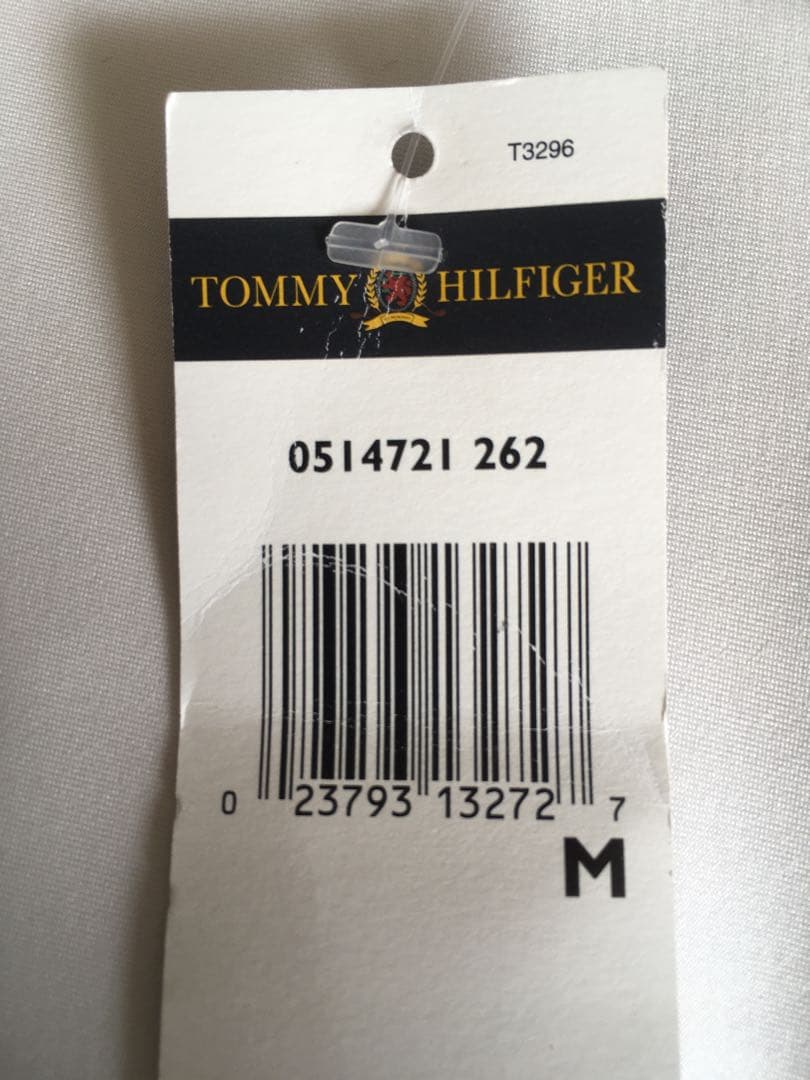 T3296
TOMMY HILFIGER
0514721 262
0 23793 13272 7
M